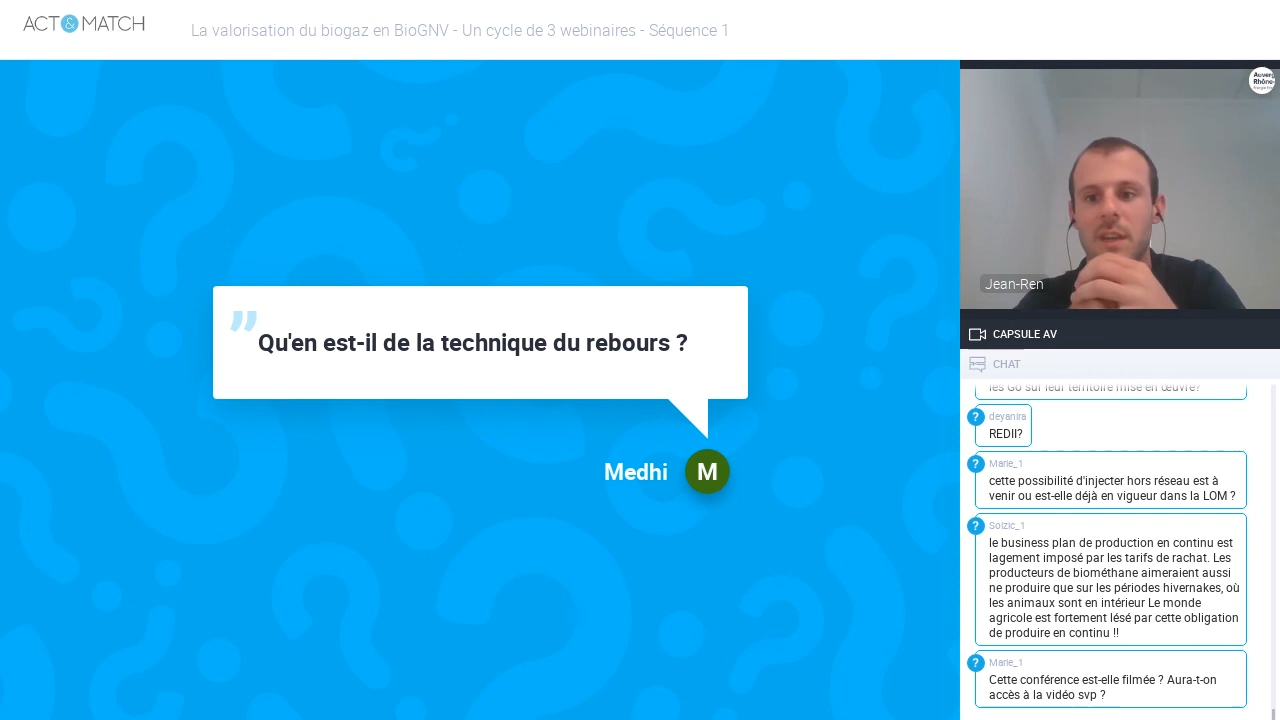 ACT & MATCH
La valorisation du biogaz en BioGNV - Un cycle de 3 webinaires - Séquence 1
Qu'en est-il de la technique du rebours ?
Medhi
M
Jean-Ren
CAPSULE AV
CHAT
les Go sur leur territoire mise en œuvre?
deyanira
REDII?
Marie_1
cette possibilité d'injecter hors réseau est à
venir ou est-elle déjà en vigueur dans la LOM ?
Solzic_1
le business plan de production en continu est
lagement imposé par les tarifs de rachat. Les
producteurs de biométhane aimeraient aussi
ne produire que sur les périodes hivernakes, où
les animaux sont en intérieur Le monde
agricole est fortement lésé par cette obligation
de produire en continu !!
Marie_1
Cette conférence est-elle filmée ? Aura-t-on
accès à la vidéo svp ?